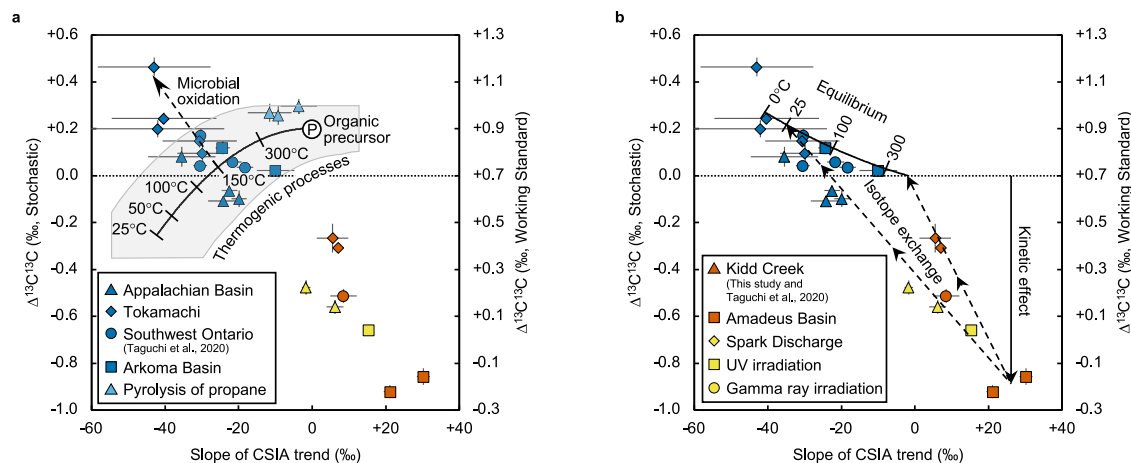 a
+0.6
+0.4
+0.2
0.0
-0.2
-0.4
-0.6
-0.8
-1.0
Δ¹³C¹³C (‰, Stochastic)
+1.3
+1.1
+0.9
+0.7
+0.5
+0.3
+0.1
-0.1
-0.3
Δ¹³C¹³C (‰, Working Standard)
Microbial
oxidation
P
Organic
precursor
300°C
150°C
100°C
50°C
25°C
Thermogenic processes
Appalachian Basin
Tokamachi
Southwest Ontario
(Taguchi et al., 2020)
Arkoma Basin
Pyrolysis of propane
-60
-40
-20
0
+20
+40
Slope of CSIA trend (‰)
b
+0.6
+0.4
+0.2
0.0
-0.2
-0.4
-0.6
-0.8
-1.0
Δ¹³C¹³C (‰, Stochastic)
+1.3
+1.1
+0.9
+0.7
+0.5
+0.3
+0.1
-0.1
-0.3
Δ¹³C¹³C (‰, Working Standard)
0°C
25
100
300
Equilibrium
Isotope exchange
Kinetic effect
Kidd Creek
(This study and
Taguchi et al., 2020)
Amadeus Basin
Spark Discharge
UV irradiation
Gamma ray irradiation
-60
-40
-20
0
+20
+40
Slope of CSIA trend (‰)